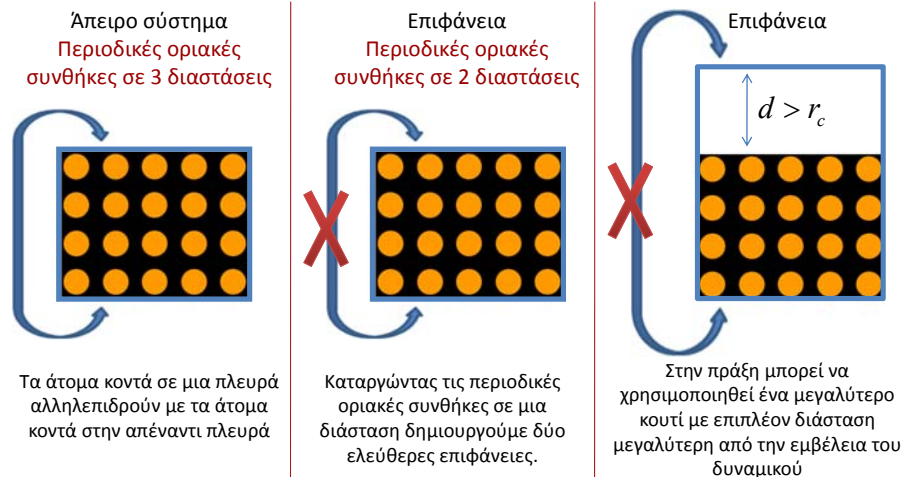 Άπειρο σύστημα
Περιοδικές οριακές
συνθήκες σε 3 διαστάσεις
Τα άτομα κοντά σε μια πλευρά
αλληλεπιδρούν με τα άτομα
κοντά στην απέναντι πλευρά
Επιφάνεια
Περιοδικές οριακές
συνθήκες σε 2 διαστάσεις
Καταργώντας τις περιοδικές
οριακές συνθήκες σε μια
διάσταση δημιουργούμε δύο
ελεύθερες επιφάνειες.
Επιφάνεια
d > r_c
Στην πράξη μπορεί να
χρησιμοποιηθεί ένα μεγαλύτερο
κουτί με επιπλέον διάσταση
μεγαλύτερη από την εμβέλεια του
δυναμικού